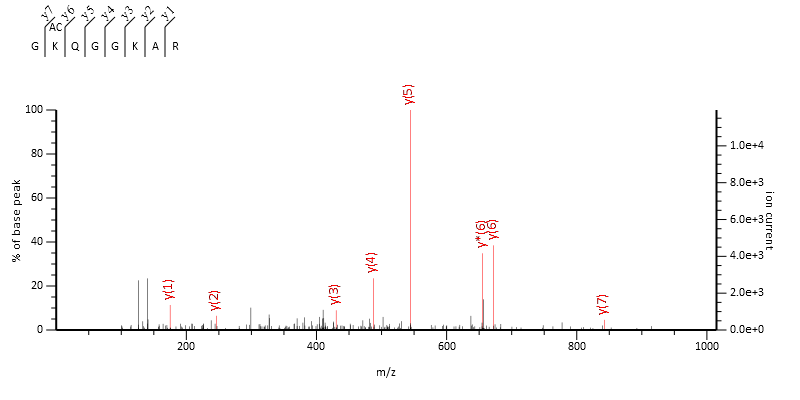 y7 y6 y5 y4 y3 y2 y1
AC
G K Q G G K A R
y(5)
100
80
60
40
20
0
% of base peak
y(1)
y(2)
y(3)
y(4)
y*(6)
y(6)
y(7)
1.0e+4
8.0e+3
6.0e+3
4.0e+3
2.0e+3
0.0e+0
ion current
200 400 600 800 1000
m/z